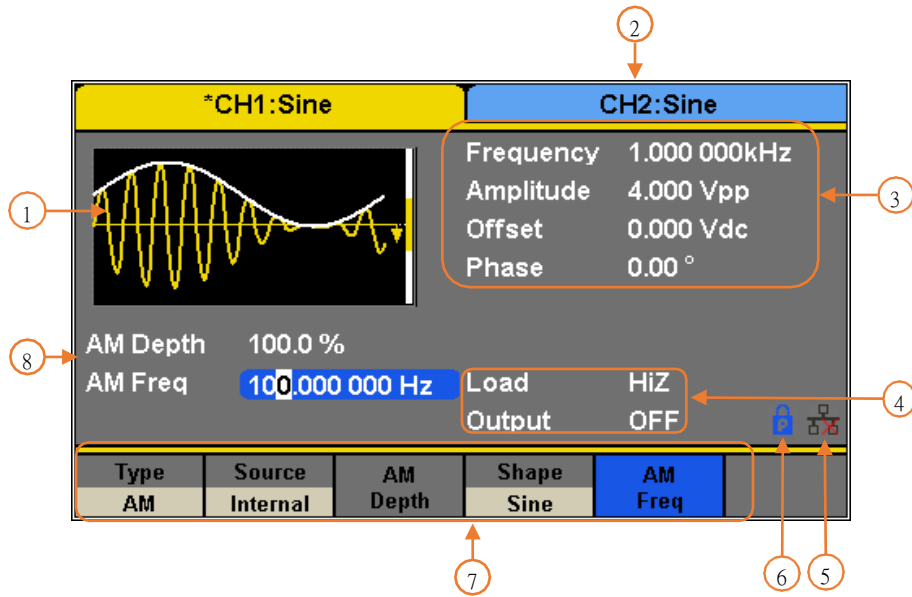 2
*CH1:Sine CH2:Sine
Frequency 1.000 000kHz
Amplitude 4.000 Vpp
Offset 0.000 Vdc
Phase 0.00 °
1
3
AM Depth 100.0 %
8
AM Freq 100.000 000 Hz
Load HiZ
4
Output OFF
P
Type Source AM Depth Shape AM Freq
AM Internal Sine
7
6
5